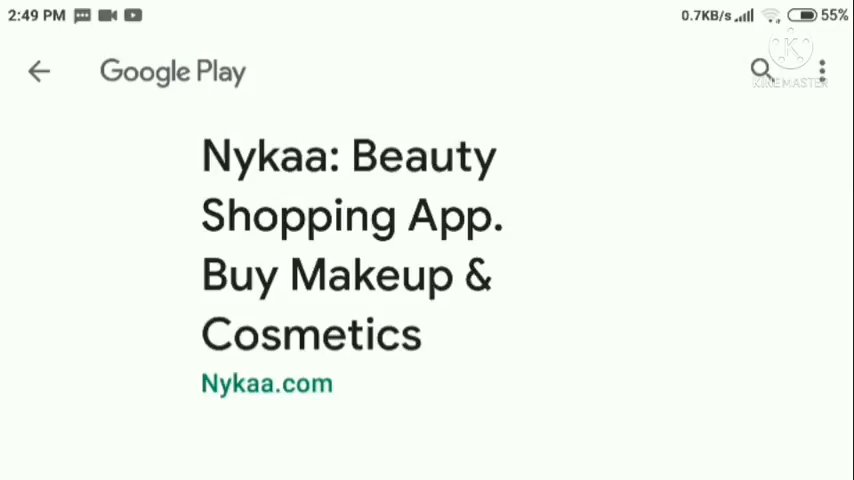 2:49 PM 0.7KB/s 55%
Google Play
KINEMASTER
Nykaa: Beauty
Shopping App.
Buy Makeup &
Cosmetics
Nykaa.com